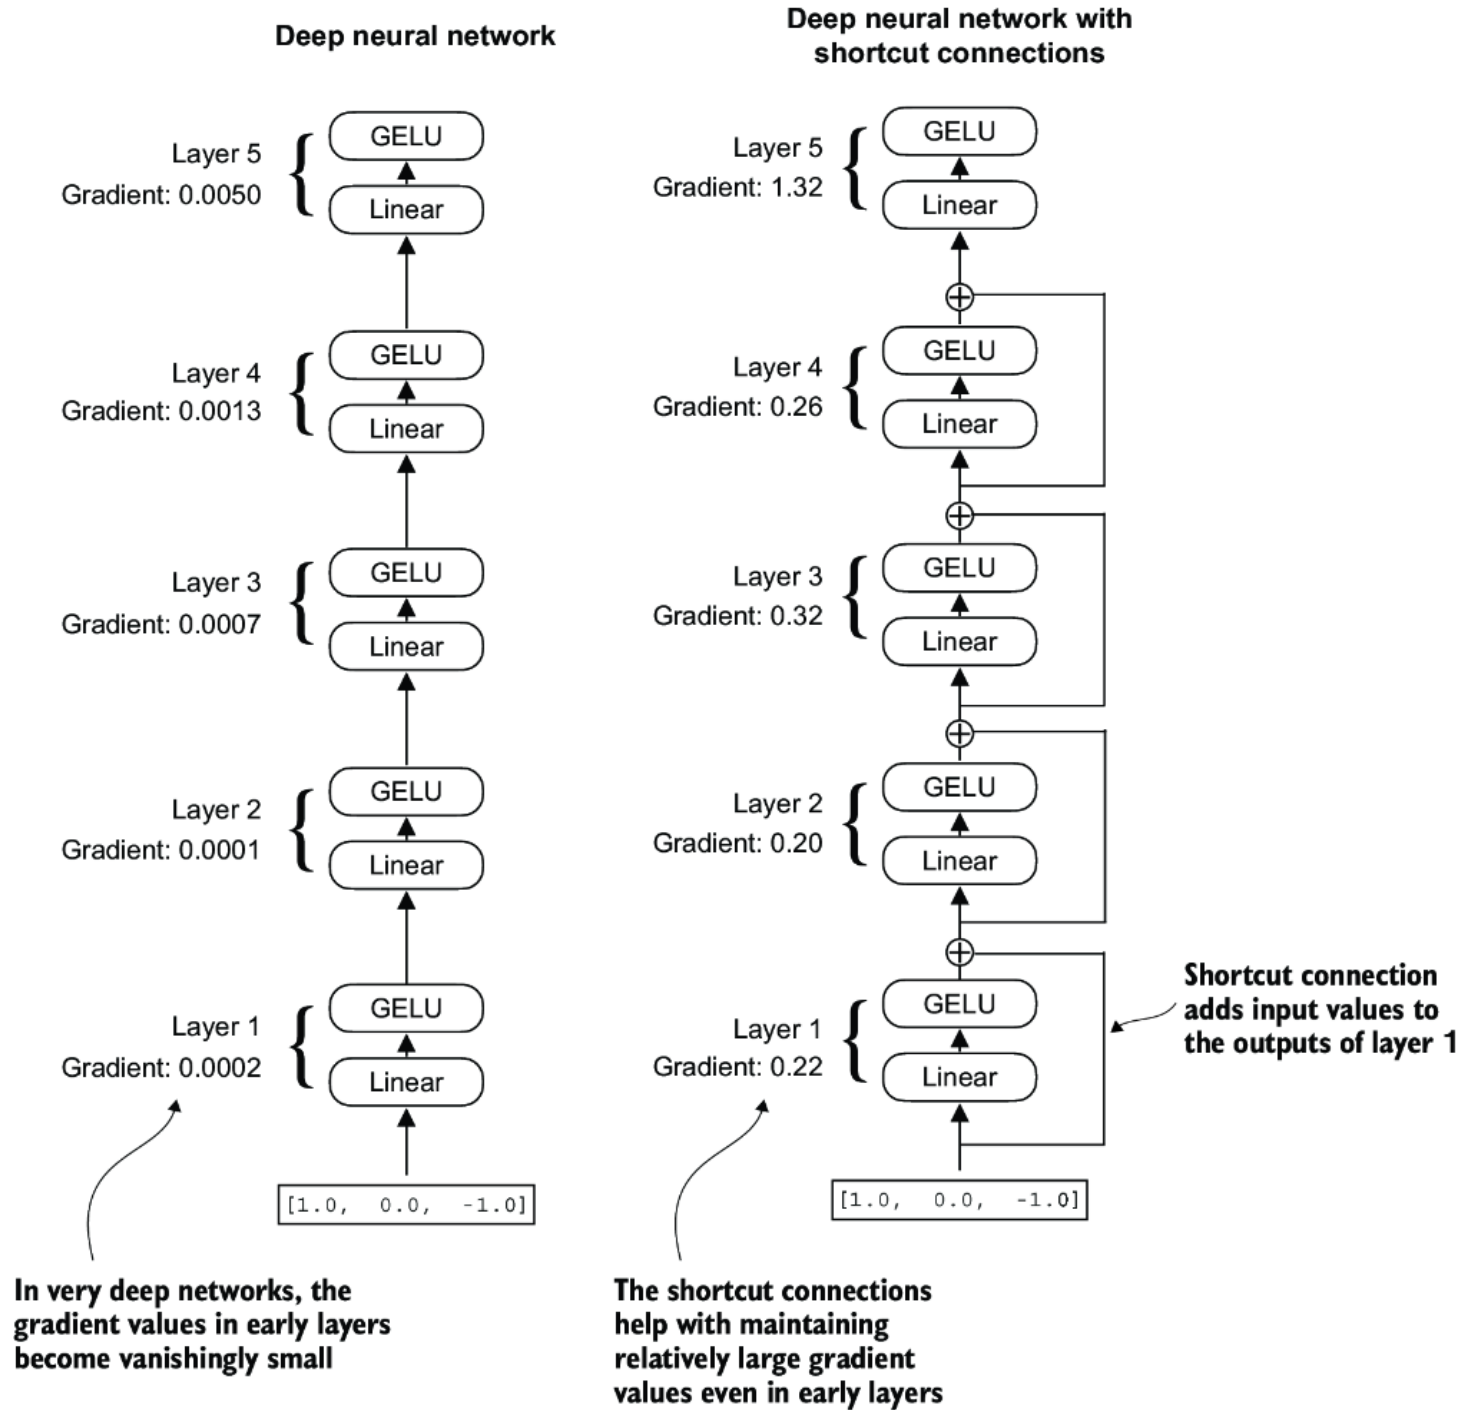 Deep neural network
Layer 5
Gradient: 0.0050
GELU
Linear
Layer 4
Gradient: 0.0013
GELU
Linear
Layer 3
Gradient: 0.0007
GELU
Linear
Layer 2
Gradient: 0.0001
GELU
Linear
Layer 1
Gradient: 0.0002
GELU
Linear
[1.0, 0.0, -1.0]
In very deep networks, the
gradient values in early layers
become vanishingly small
Deep neural network with
shortcut connections
Layer 5
Gradient: 1.32
GELU
Linear
Layer 4
Gradient: 0.26
GELU
Linear
Layer 3
Gradient: 0.32
GELU
Linear
Layer 2
Gradient: 0.20
GELU
Linear
Layer 1
Gradient: 0.22
GELU
Linear
[1.0, 0.0, -1.0]
Shortcut connection
adds input values to
the outputs of layer 1
The shortcut connections
help with maintaining
relatively large gradient
values even in early layers